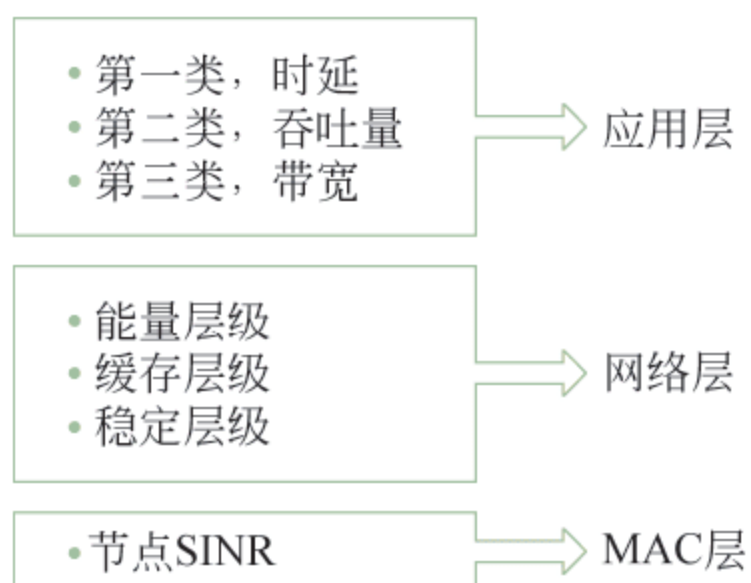 • 第一类，时延
• 第二类，吞吐量
• 第三类，带宽
应用层
• 能量层级
• 缓存层级
• 稳定层级
网络层
• 节点SINR
MAC层